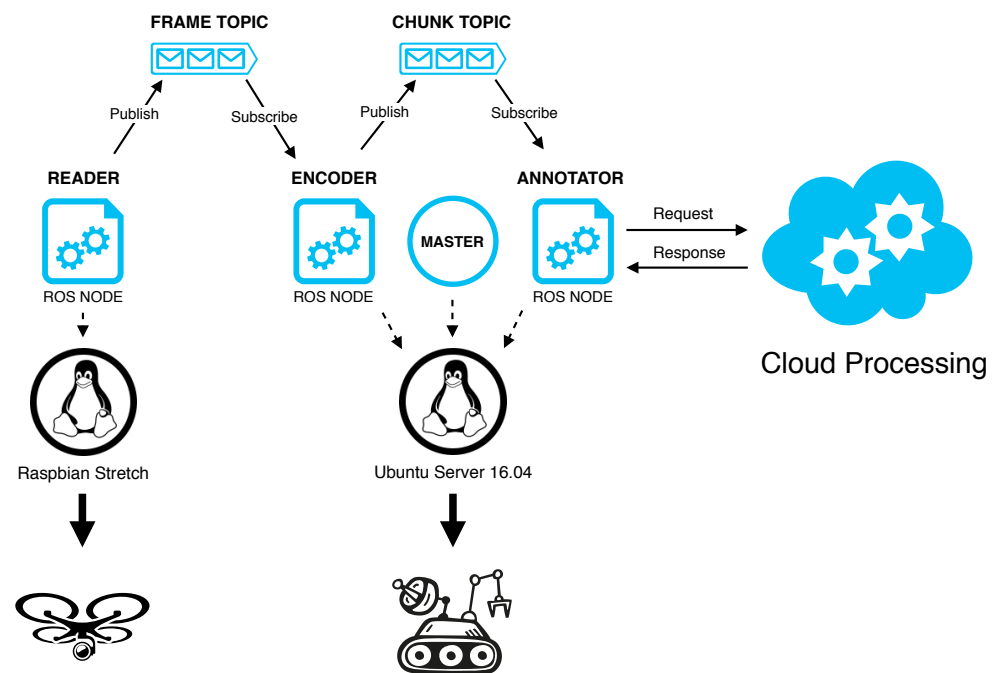 FRAME TOPIC
CHUNK TOPIC
Publish
Subscribe
Publish
Subscribe
READER
ENCODER
ANNOTATOR
MASTER
Request
Response
ROS NODE
ROS NODE
ROS NODE
Cloud Processing
Raspbian Stretch
Ubuntu Server 16.04